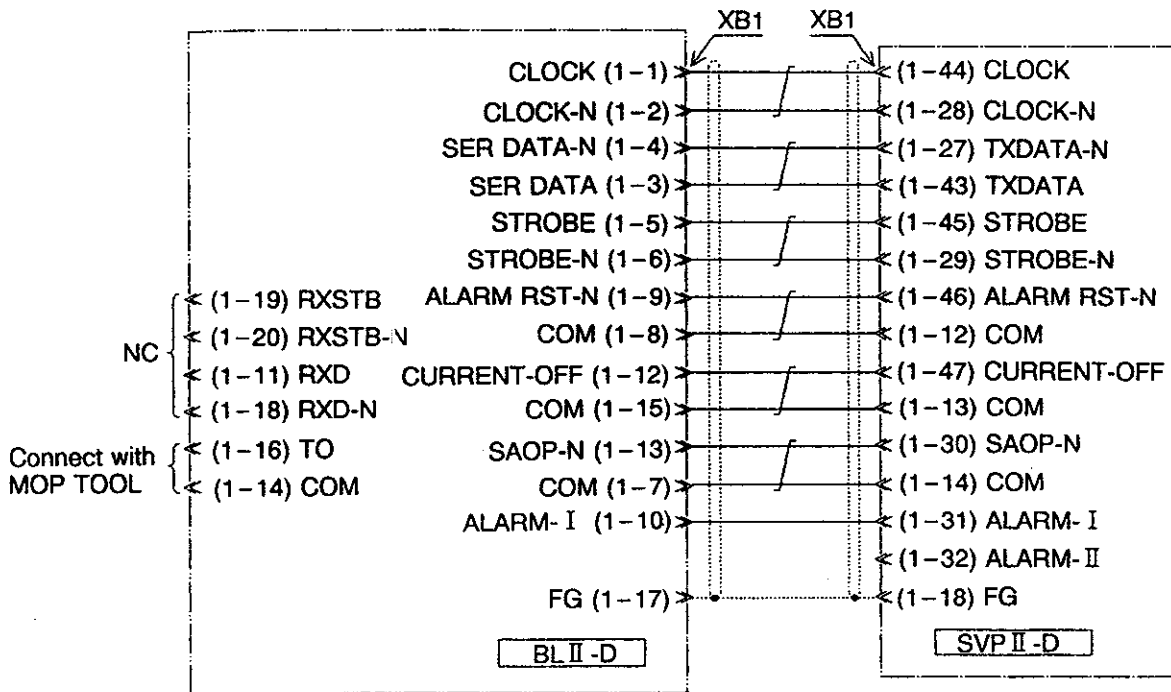 XB1 XB1
CLOCK (1-1) (1-44) CLOCK
CLOCK-N (1-2) (1-28) CLOCK-N
SER DATA-N (1-4) (1-27) TXDATA-N
SER DATA (1-3) (1-43) TXDATA
STROBE (1-5) (1-45) STROBE
STROBE-N (1-6) (1-29) STROBE-N
(1-19) RXSTB ALARM RST-N (1-9) (1-46) ALARM RST-N
(1-20) RXSTB-N COM (1-8) (1-12) COM
NC
(1-11) RXD CURRENT-OFF (1-12) (1-47) CURRENT-OFF
(1-18) RXD-N COM (1-15) (1-13) COM
Connect with (1-16) TO SAOP-N (1-13) (1-30) SAOP-N
MOP TOOL (1-14) COM COM (1-7) (1-14) COM
ALARM-Ⅰ (1-10) (1-31) ALARM-Ⅰ
(1-32) ALARM-Ⅱ
FG (1-17) (1-18) FG
BLⅡ-D SVPⅡ-D